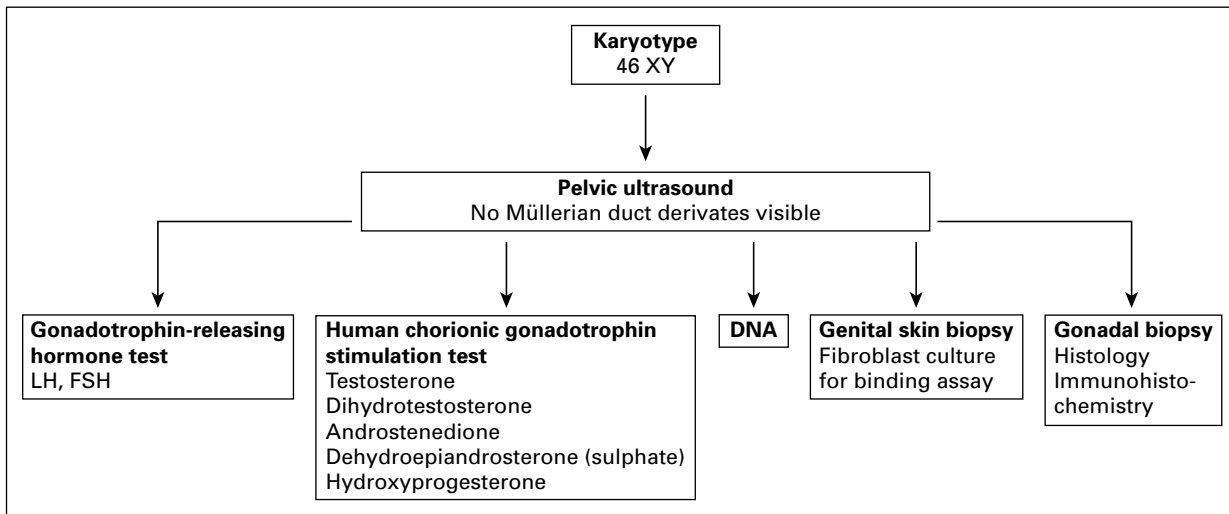 Karyotype
46 XY
Pelvic ultrasound
No Müllerian duct derivates visible
Gonadotrophin-releasing
hormone test
LH, FSH
Human chorionic gonadotrophin
stimulation test
Testosterone
Dihydrotestosterone
Androstenedione
Dehydroepiandrosterone (sulphate)
Hydroxyprogesterone
DNA
Genital skin biopsy
Fibroblast culture
for binding assay
Gonadal biopsy
Histology
Immunohisto-
chemistry